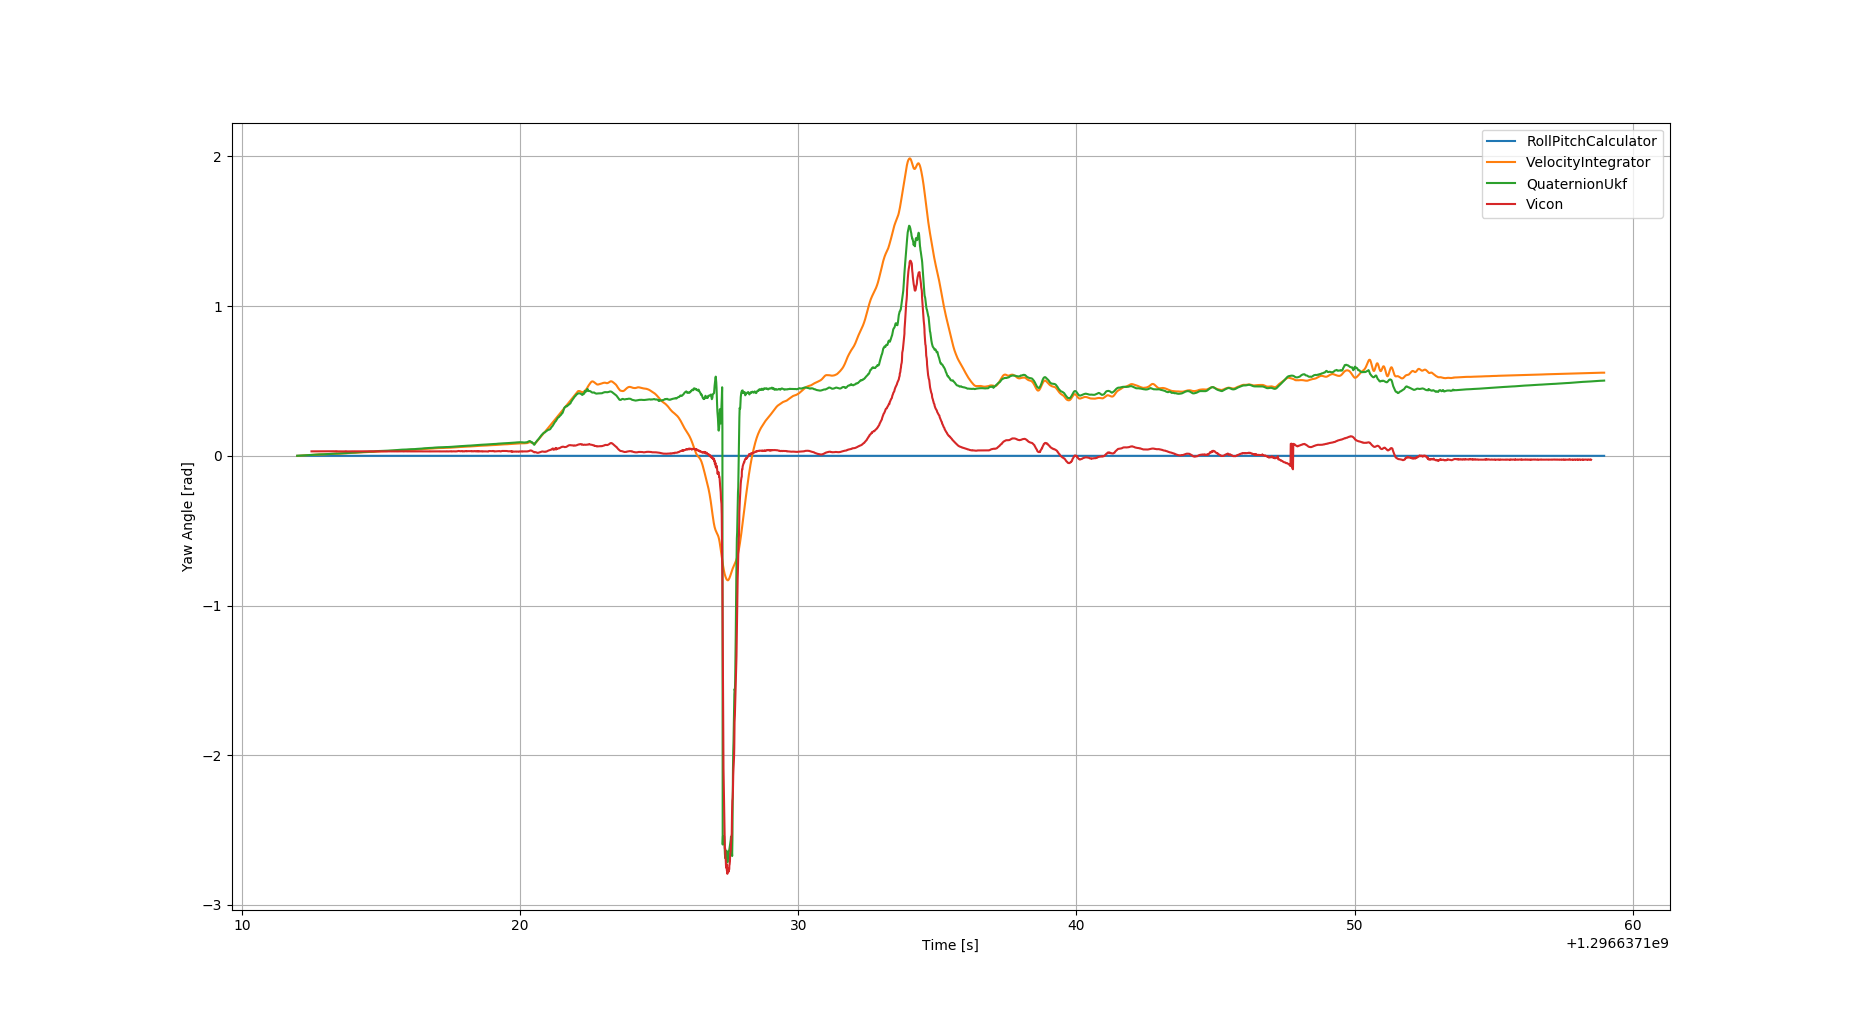 RollPitchCalculator
VelocityIntegrator
QuaternionUkf
Vicon
2
1
0
−1
−2
−3
Yaw Angle [rad]
10 20 30 40 50 60
Time [s]
+1.2966371e9